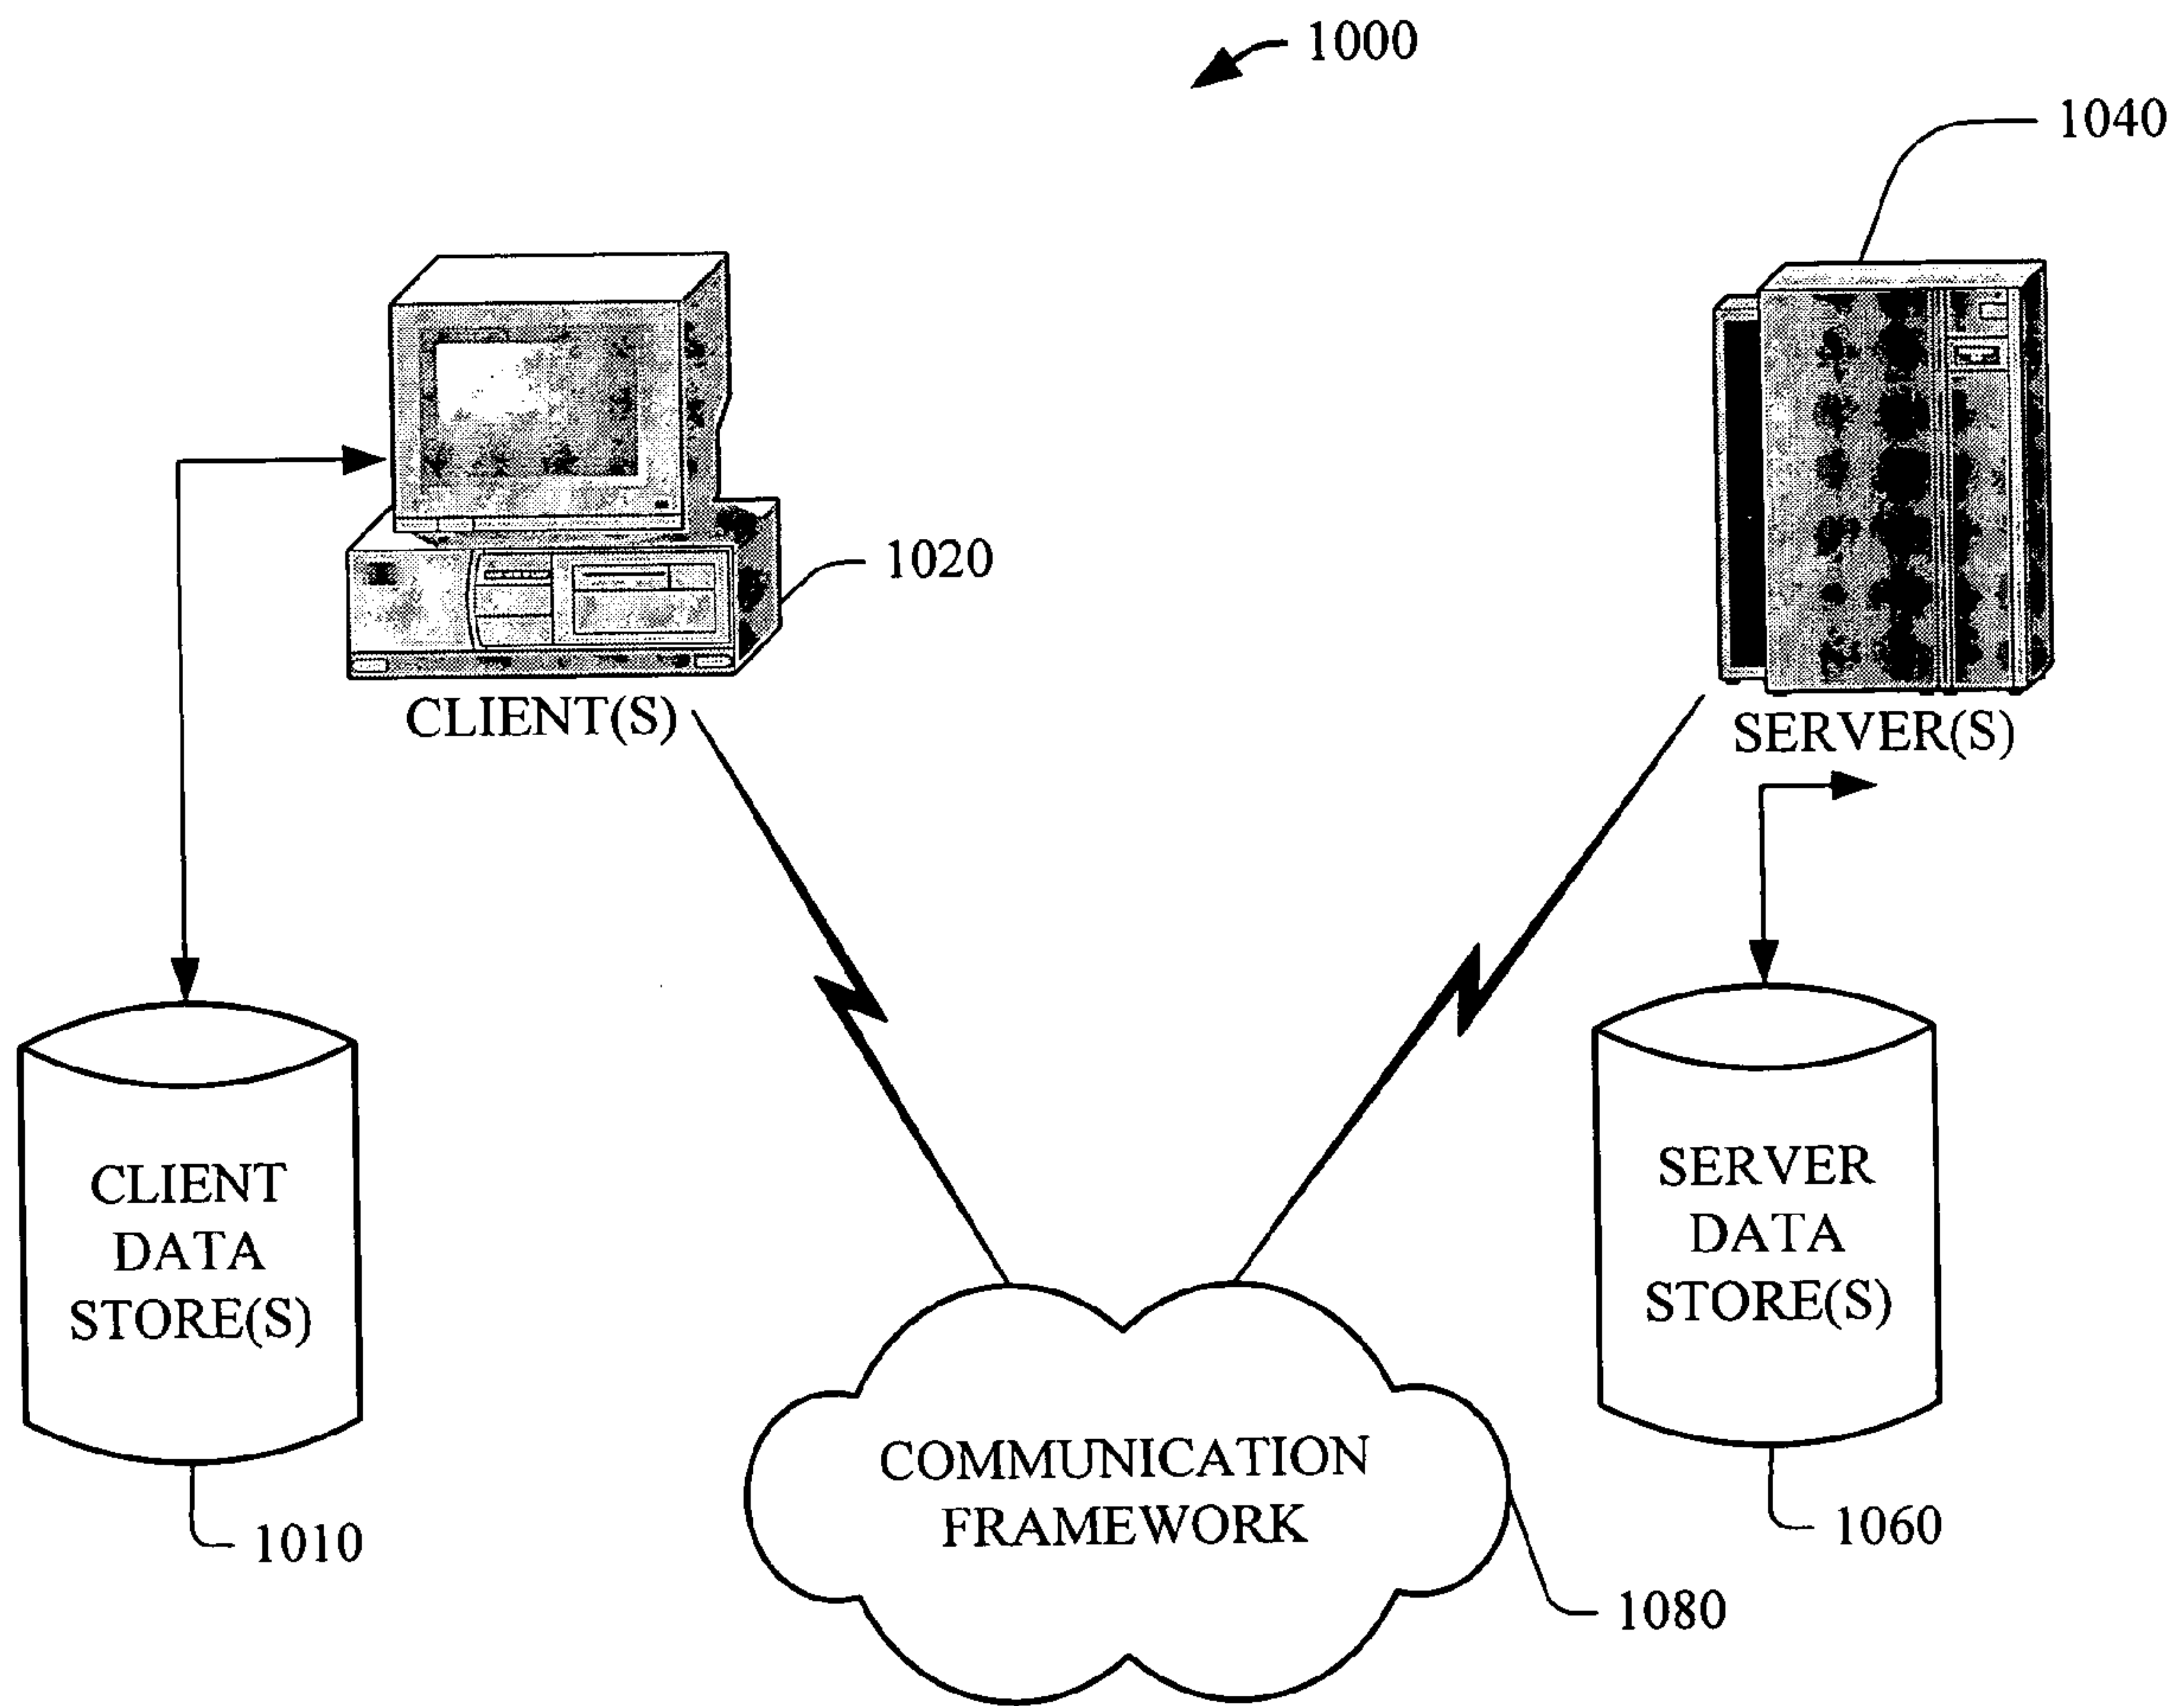 1000
1040
1020
CLIENT(S)
SERVER(S)
CLIENT
DATA
STORE(S)
SERVER
DATA
STORE(S)
COMMUNICATION
FRAMEWORK
1010
1060
1080